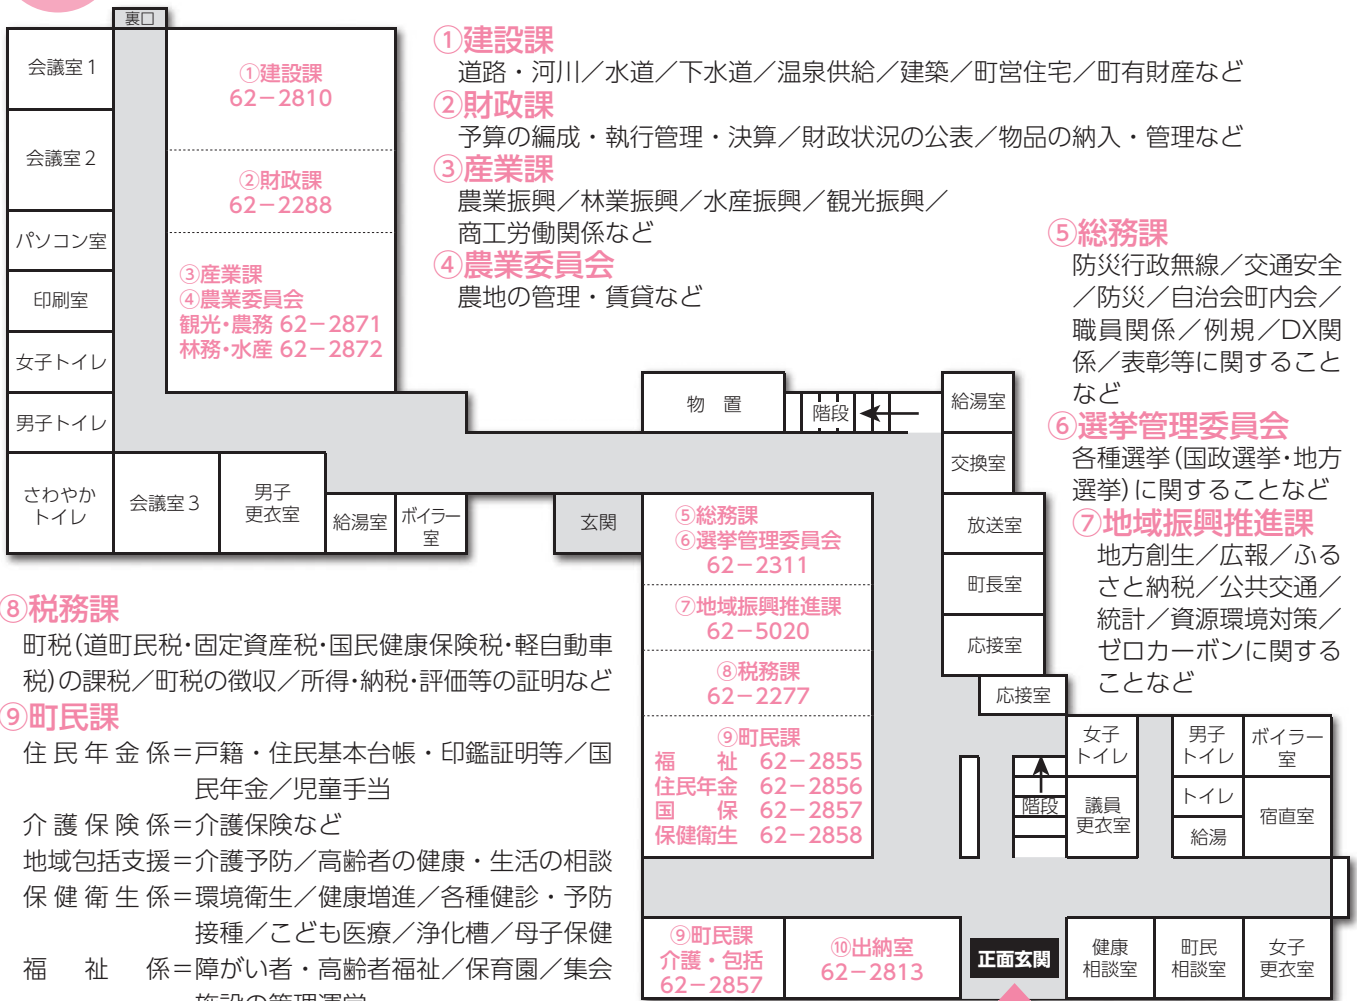 裏口
会議室1
会議室2
パソコン室
印刷室
女子トイレ
男子トイレ
さわやか
トイレ
会議室3
男子
更衣室
給湯室
ボイラー
室
①建設課
62－2810
②財政課
62－2288
③産業課
④農業委員会
観光・農務 62－2871
林務・水産 62－2872
①建設課
道路・河川／水道／下水道／温泉供給／建築／町営住宅／町有財産など
②財政課
予算の編成・執行管理・決算／財政状況の公表／物品の納入・管理など
③産業課
農業振興／林業振興／水産振興／観光振興／
商工労働関係など
④農業委員会
農地の管理・賃貸など
⑤総務課
防災行政無線／交通安全
／防災／自治会町内会／
職員関係／例規／DX関
係／表彰等に関すること
など
⑥選挙管理委員会
各種選挙(国政選挙・地方
選挙)に関することなど
⑦地域振興推進課
地方創生／広報／ふる
さと納税／公共交通／
統計／資源環境対策／
ゼロカーボンに関する
ことなど
物 置
階段
給湯室
交換室
放送室
町長室
応接室
応接室
玄関
⑤総務課
⑥選挙管理委員会
62－2311
⑦地域振興推進課
62－5020
⑧税務課
62－2277
⑨町民課
福 祉 62－2855
住民年金 62－2856
国 保 62－2857
保健衛生 62－2858
階段
女子
トイレ
議員
更衣室
男子
トイレ
トイレ
給湯
ボイラー
室
宿直室
⑨町民課
介護・包括
62－2857
⑩出納室
62－2813
正面玄関
健康
相談室
町民
相談室
女子
更衣室
⑧税務課
町税(道町民税・固定資産税・国民健康保険税・軽自動車
税)の課税／町税の徴収／所得・納税・評価等の証明など
⑨町民課
住民年金係＝戸籍・住民基本台帳・印鑑証明等／国
民年金／児童手当
介護保険係＝介護保険など
地域包括支援＝介護予防／高齢者の健康・生活の相談
保健衛生係＝環境衛生／健康増進／各種健診・予防
接種／こども医療／浄化槽／母子保健
福祉係＝障がい者・高齢者福祉／保育園／集会
施設の管理運営